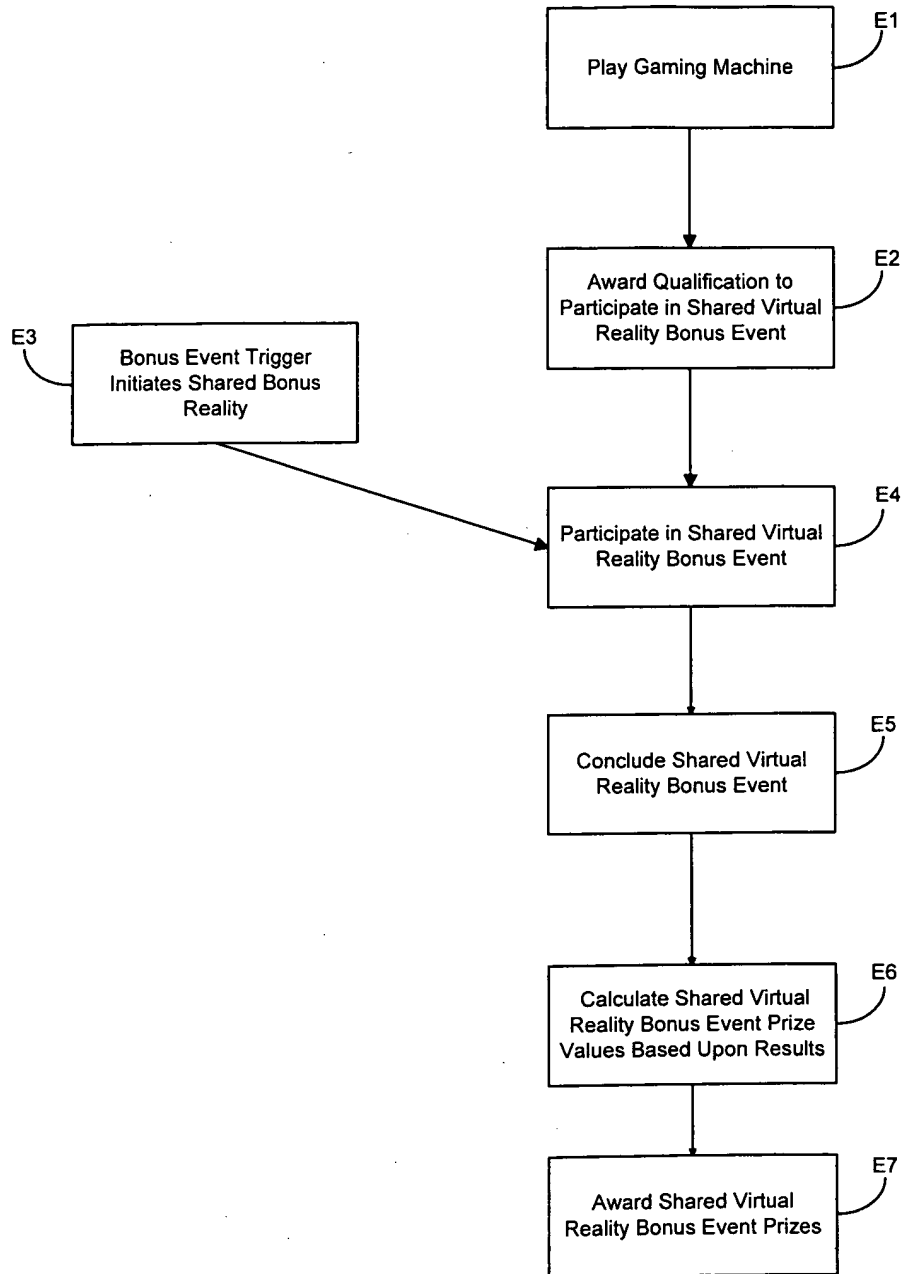 E1
Play Gaming Machine
E2
Award Qualification to
Participate in Shared Virtual
Reality Bonus Event
E3
Bonus Event Trigger
Initiates Shared Bonus
Reality
E4
Participate in Shared Virtual
Reality Bonus Event
E5
Conclude Shared Virtual
Reality Bonus Event
E6
Calculate Shared Virtual
Reality Bonus Event Prize
Values Based Upon Results
E7
Award Shared Virtual
Reality Bonus Event Prizes